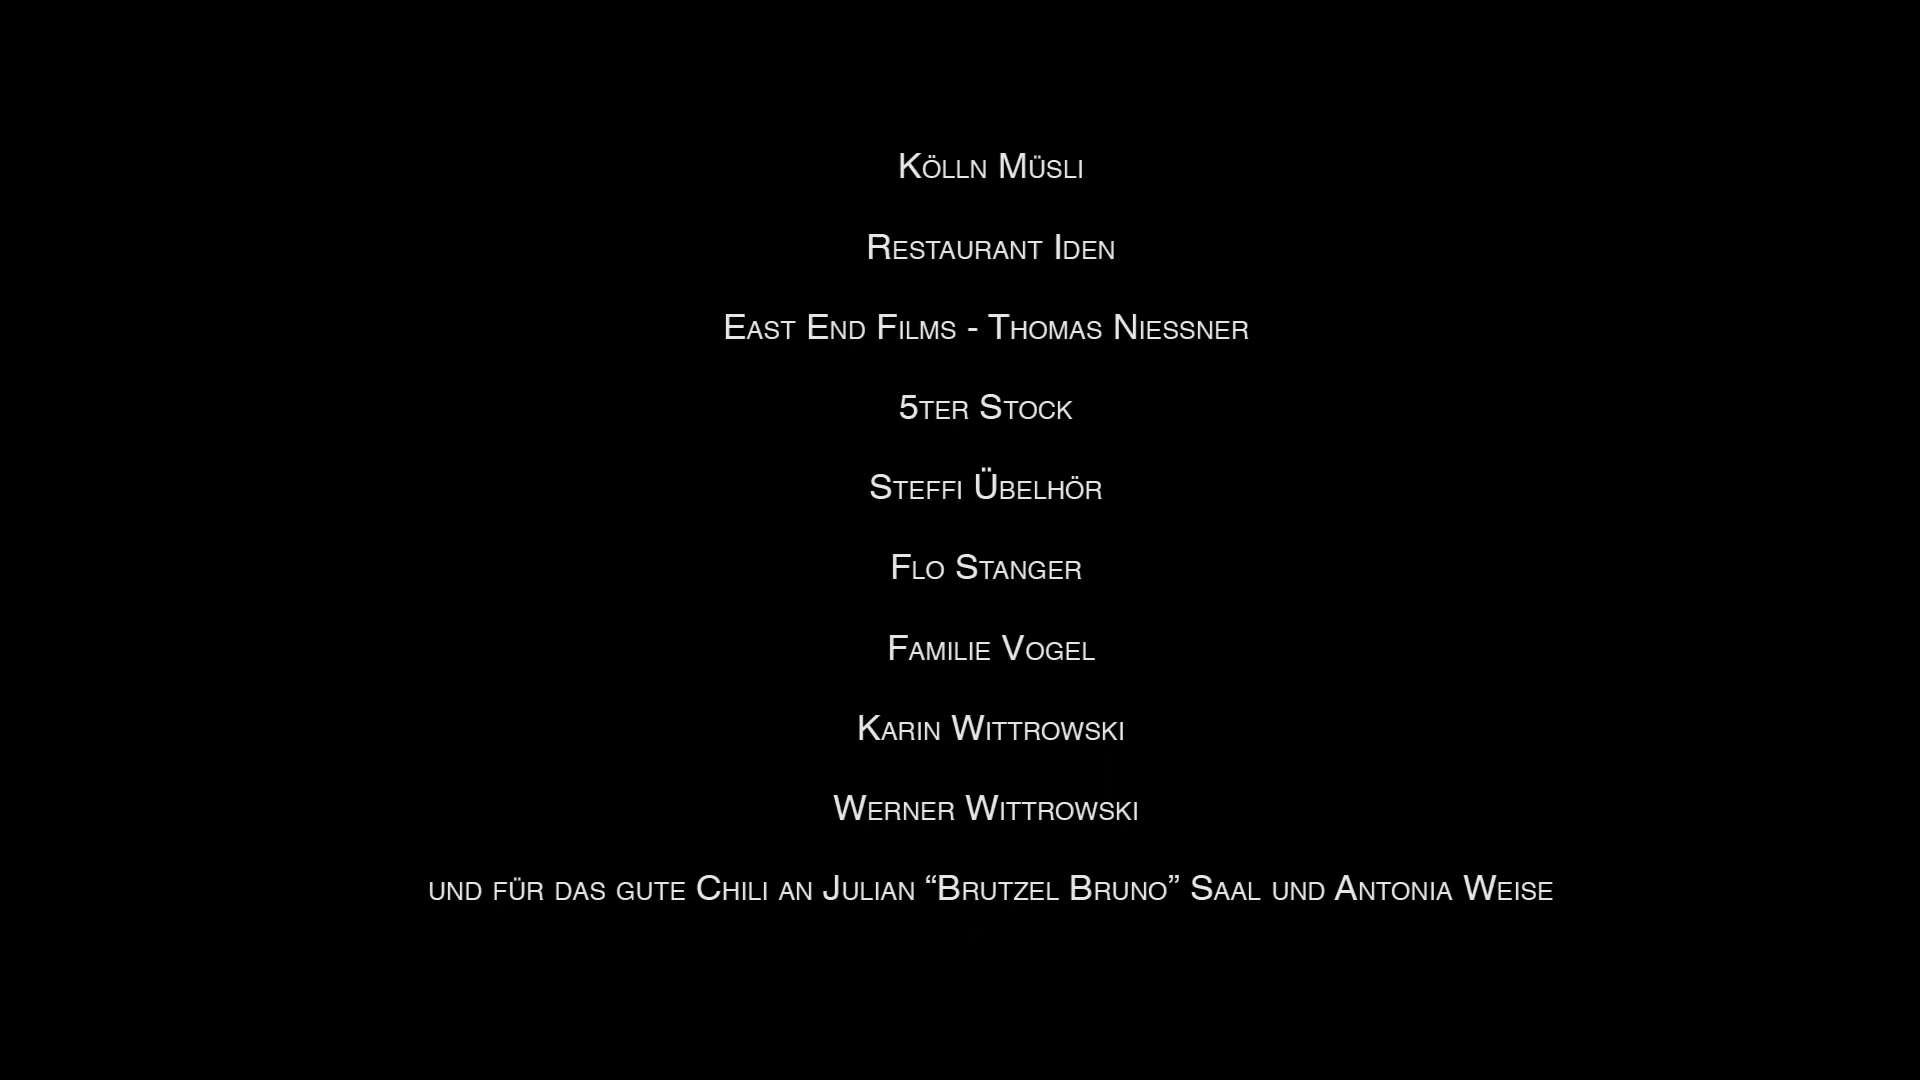 Kölln Müsli
Restaurant Iden
East End Films - Thomas Niessner
5ter Stock
Steffi Übelhör
Flo Stanger
Familie Vogel
Karin Wittrowski
Werner Wittrowski
und für das gute Chili an Julian “Brutzel Bruno” Saal und Antonia Weise